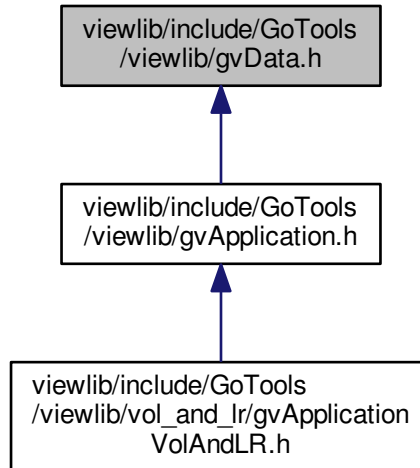 viewlib/include/GoTools
/viewlib/gvData.h
viewlib/include/GoTools
/viewlib/gvApplication.h
viewlib/include/GoTools
/viewlib/vol_and_lr/gvApplication
VolAndLR.h